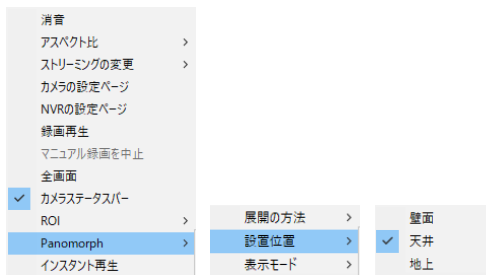 消音
アスペクト比
ストリーミングの変更
カメラの設定ページ
NVRの設定ページ
録画再生
マニュアル録画を中止
全画面
カメラステータスバー
ROI
Panomorph
インスタント再生
展開の方法
設置位置
表示モード
壁面
天井
地上